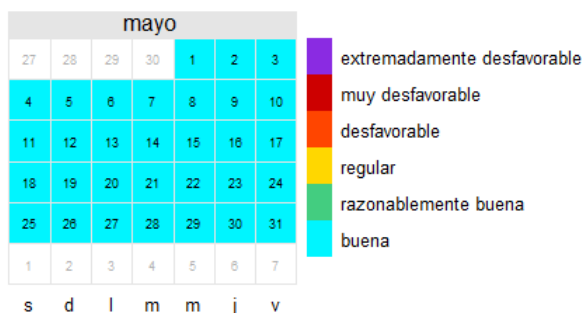 mayo
27 28 29 30 1 2 3
4 5 6 7 8 9 10
11 12 13 14 15 16 17
18 19 20 21 22 23 24
25 26 27 28 29 30 31
1 2 3 4 5 6 7
s d l m m j v
extremadamente desfavorable
muy desfavorable
desfavorable
regular
razonablemente buena
buena